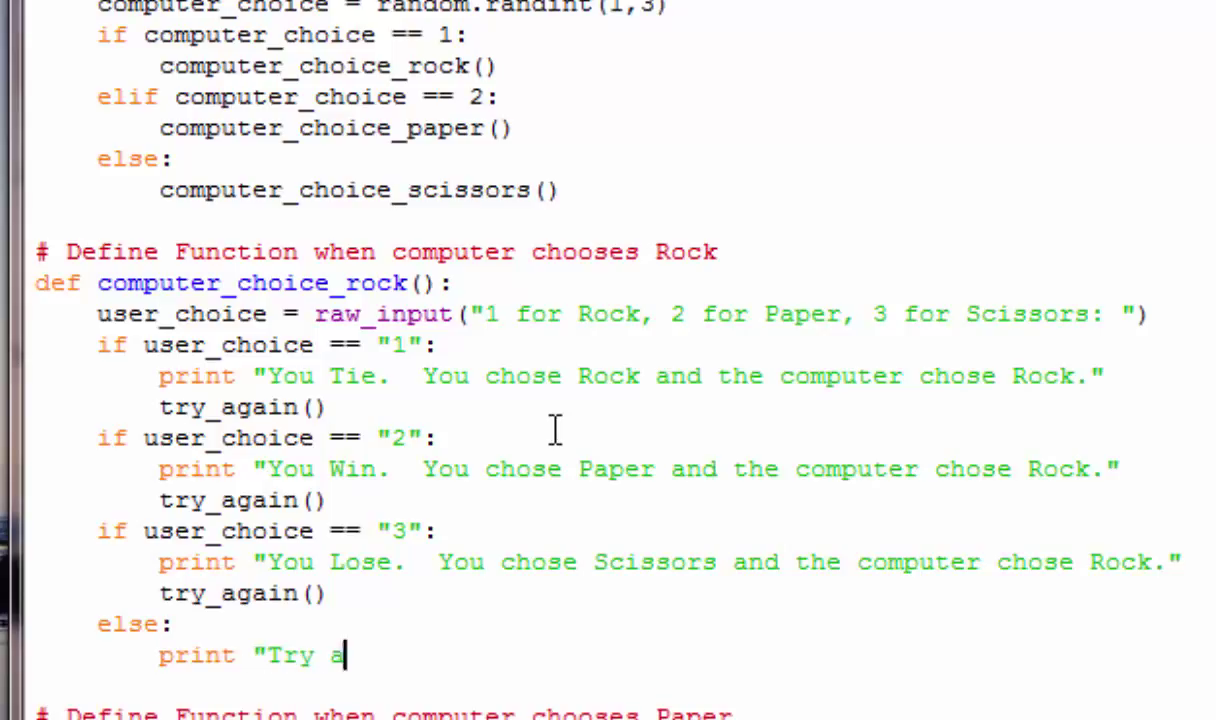 computer_choice = random.randint(1,3)
    if computer_choice == 1:
        computer_choice_rock()
    elif computer_choice == 2:
        computer_choice_paper()
    else:
        computer_choice_scissors()

# Define Function when computer chooses Rock
def computer_choice_rock():
    user_choice = raw_input("1 for Rock, 2 for Paper, 3 for Scissors: ")
    if user_choice == "1":
        print "You Tie.  You chose Rock and the computer chose Rock."
        try_again()
    if user_choice == "2":
        print "You Win.  You chose Paper and the computer chose Rock."
        try_again()
    if user_choice == "3":
        print "You Lose.  You chose Scissors and the computer chose Rock."
        try_again()
    else:
        print "Try a

# Define Function when computer chooses Paper